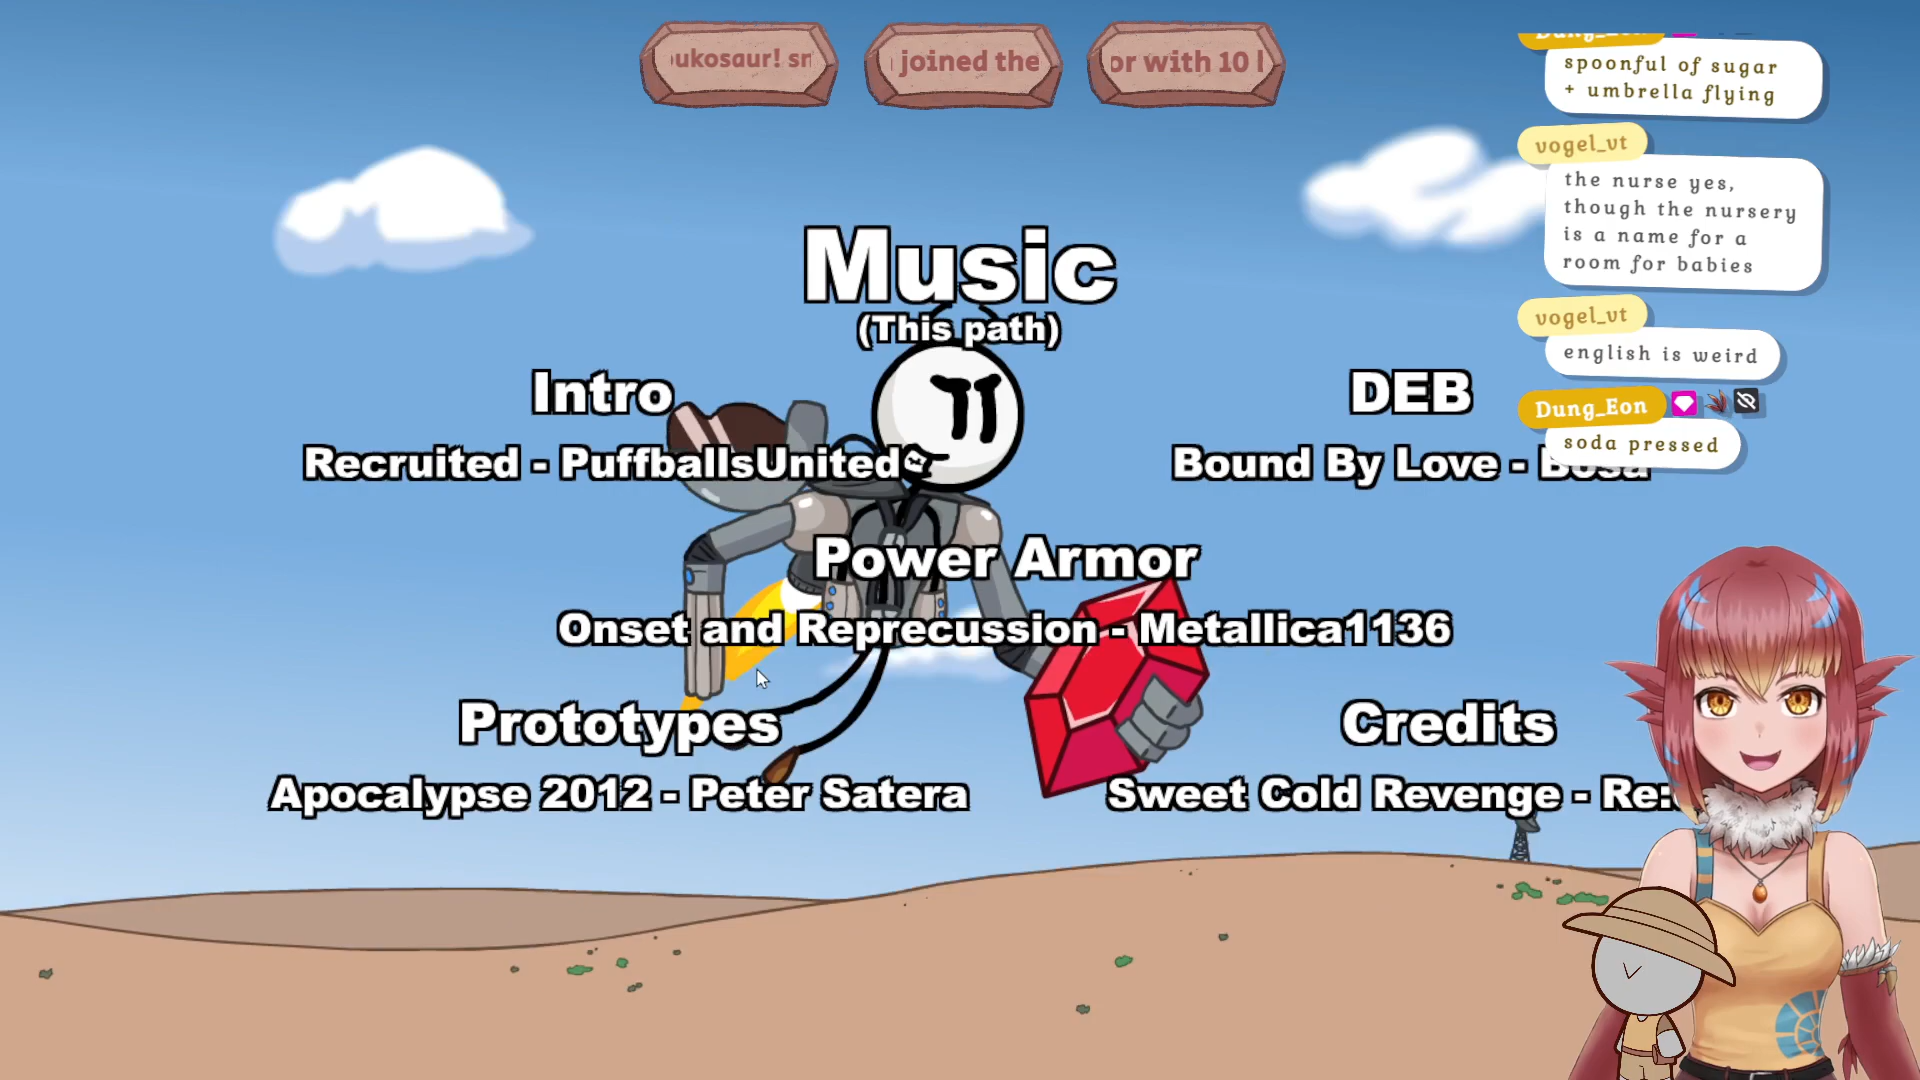 ukosaur!
joined the
or with 10
Music
(This path)
Intro
Recruited - PuffballsUnited
DEB
Bound By Love - Bosa
Power Armor
Onset and Reprecussion - Metallica1136
Prototypes
Apocalypse 2012 - Peter Satera
Credits
Sweet Cold Revenge - Re:
spoonful of sugar
+ umbrella flying
vogel_vt
the nurse yes,
though the nursery
is a name for a
room for babies
vogel_vt
english is weird
Dung_Eon
soda pressed